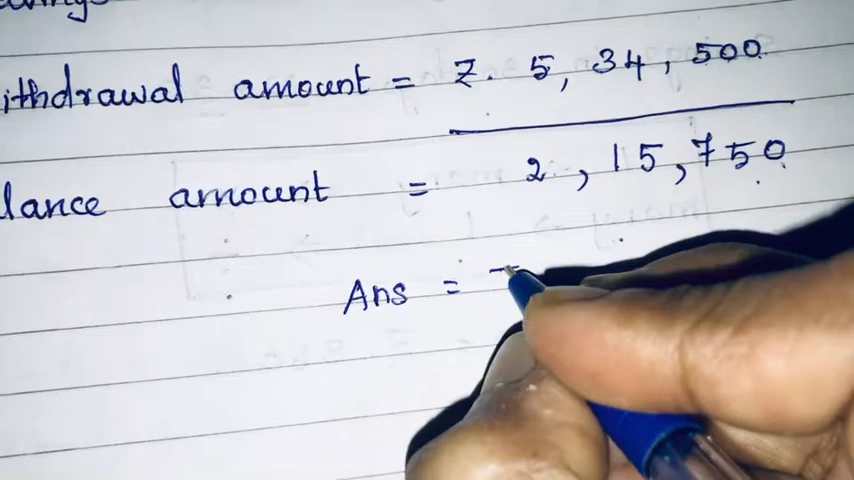 ithdrawal amount = ₹. 5, 34, 500
lance amount = 2, 15, 750
Ans =